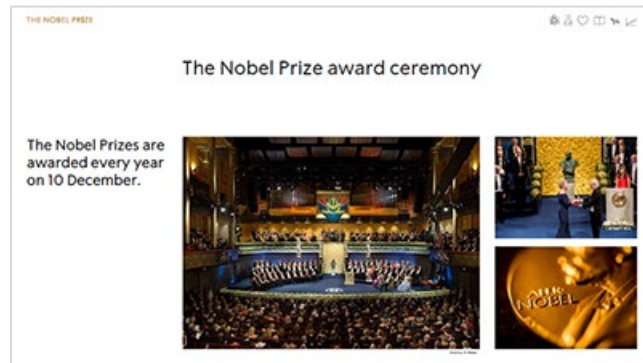 THE NOBEL PRIZE
The Nobel Prize award ceremony
The Nobel Prizes are
awarded every year
on 10 December.
NOBEL